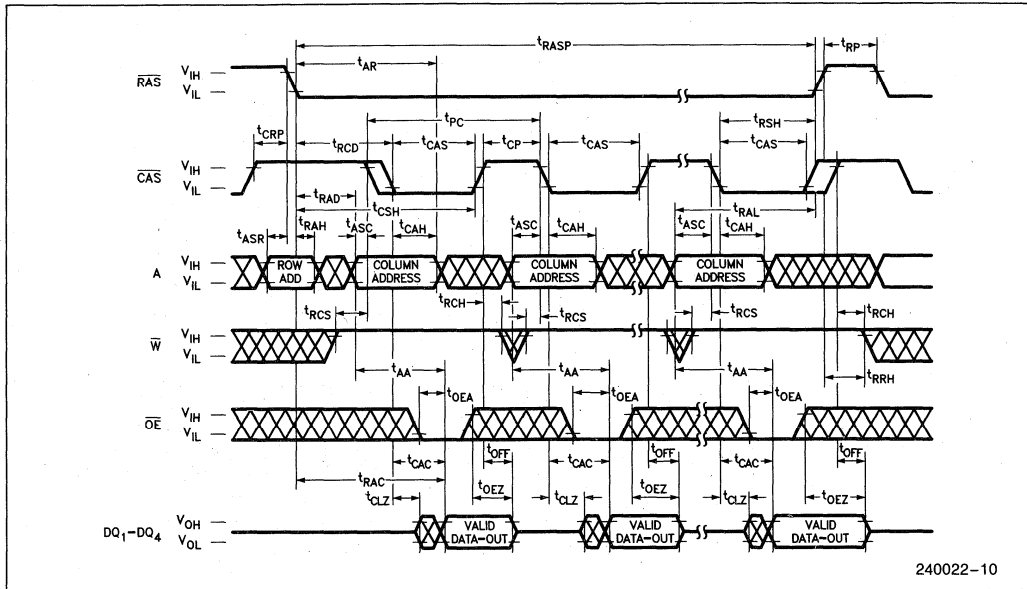 tRASP
tRP
tAR
RAS
VIH
VIL
tPC
tRSH
tCRP
tRCD
tCAS
tCP
tCAS
tCAS
CAS
VIH
VIL
tRAD
tCSH
tRAL
tASR
tRAH
tASC
tCAH
tASC
tCAH
tASC
tCAH
A
VIH
VIL
ROW ADD
COLUMN ADDRESS
COLUMN ADDRESS
COLUMN ADDRESS
tRCS
tRCH
tRCS
tRCS
tRCH
W
VIH
VIL
tAA
tAA
tAA
tRRH
tOEA
tOEA
tOEA
OE
VIH
VIL
tCAC
tOFF
tCAC
tOFF
tCAC
tOFF
tRAC
tCLZ
tOEZ
tCLZ
tOEZ
tCLZ
tOEZ
DQ1-DQ4
VOH
VOL
VALID DATA-OUT
VALID DATA-OUT
VALID DATA-OUT
240022-10